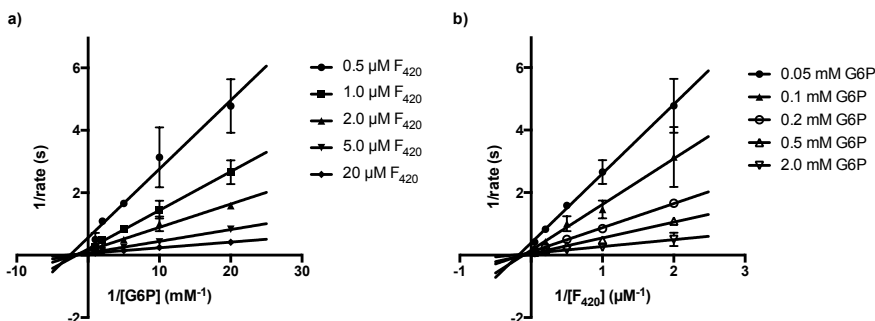 a)
6
4
2
-2
-10
10
20
30
1/rate (s)
1/[G6P] (mM⁻¹)
0.5 µM F₄₂₀
1.0 µM F₄₂₀
2.0 µM F₄₂₀
5.0 µM F₄₂₀
20 µM F₄₂₀
b)
6
4
2
-2
-1
1
2
3
1/rate (s)
1/[F₄₂₀] (µM⁻¹)
0.05 mM G6P
0.1 mM G6P
0.2 mM G6P
0.5 mM G6P
2.0 mM G6P